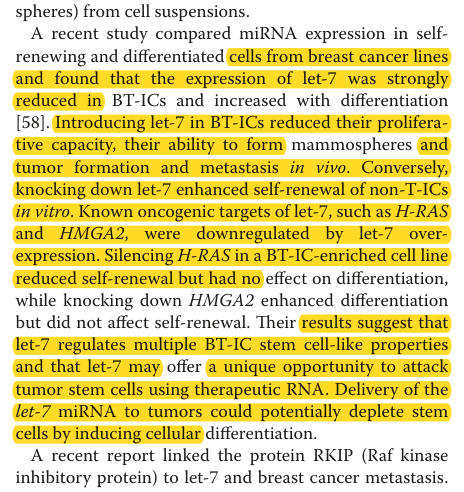 spheres) from cell suspensions.
A recent study compared miRNA expression in self-
renewing and differentiated cells from breast cancer lines
and found that the expression of let-7 was strongly
reduced in BT-ICs and increased with differentiation
[58]. Introducing let-7 in BT-ICs reduced their prolifera-
tive capacity, their ability to form mammospheres and
tumor formation and metastasis in vivo. Conversely,
knocking down let-7 enhanced self-renewal of non-T-ICs
in vitro. Known oncogenic targets of let-7, such as H-RAS
and HMGA2, were downregulated by let-7 over-
expression. Silencing H-RAS in a BT-IC-enriched cell line
reduced self-renewal but had no effect on differentiation,
while knocking down HMGA2 enhanced differentiation
but did not affect self-renewal. Their results suggest that
let-7 regulates multiple BT-IC stem cell-like properties
and that let-7 may offer a unique opportunity to attack
tumor stem cells using therapeutic RNA. Delivery of the
let-7 miRNA to tumors could potentially deplete stem
cells by inducing cellular differentiation.
A recent report linked the protein RKIP (Raf kinase
inhibitory protein) to let-7 and breast cancer metastasis.